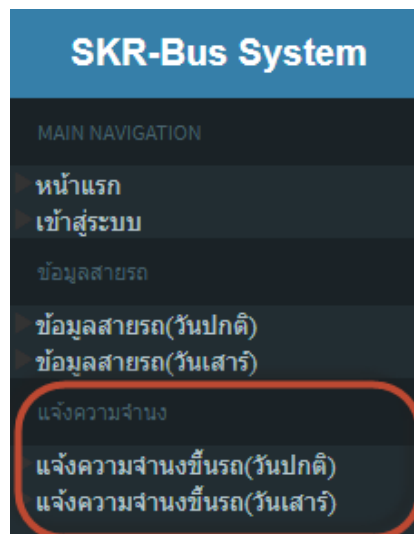 SKR-Bus System
MAIN NAVIGATION
หน้าแรก
เข้าสู่ระบบ
ข้อมูลสายรถ
ข้อมูลสายรถ(วันปกติ)
ข้อมูลสายรถ(วันเสาร์)
แจ้งความจำนง
แจ้งความจำนงขึ้นรถ(วันปกติ)
แจ้งความจำนงขึ้นรถ(วันเสาร์)